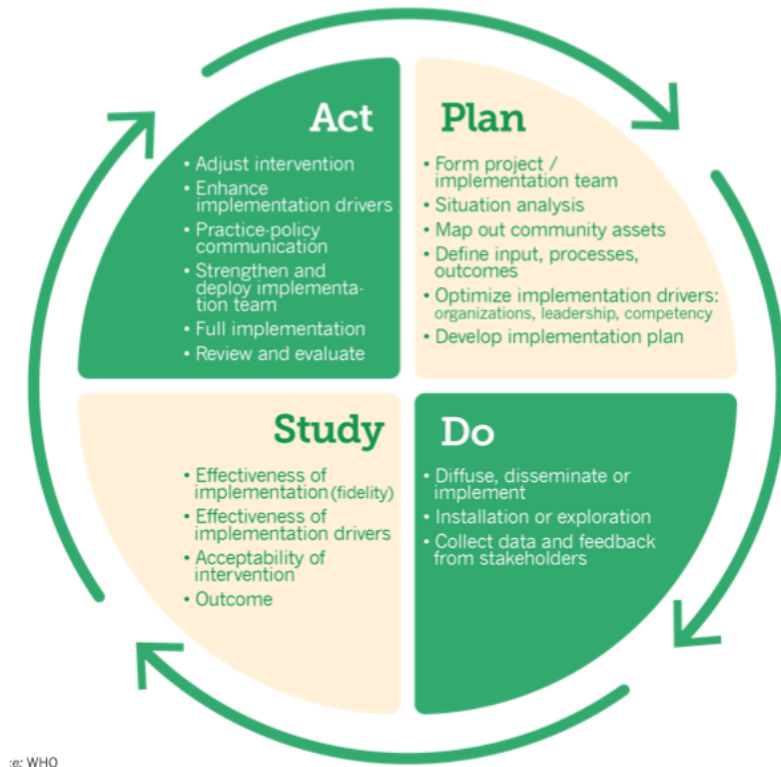 Act
• Adjust intervention
• Enhance
implementation drivers
• Practice-policy
communication
• Strengthen and
deploy implementa-
tion team
• Full implementation
• Review and evaluate
Plan
• Form project /
implementation team
• Situation analysis
• Map out community assets
• Define input, processes,
outcomes
• Optimize implementation drivers:
organizations, leadership, competency
• Develop implementation plan
Study
• Effectiveness of
implementation (fidelity)
• Effectiveness of
implementation drivers
• Acceptability of
intervention
• Outcome
Do
• Diffuse, disseminate or
implement
• Installation or exploration
• Collect data and feedback
from stakeholders
WHO